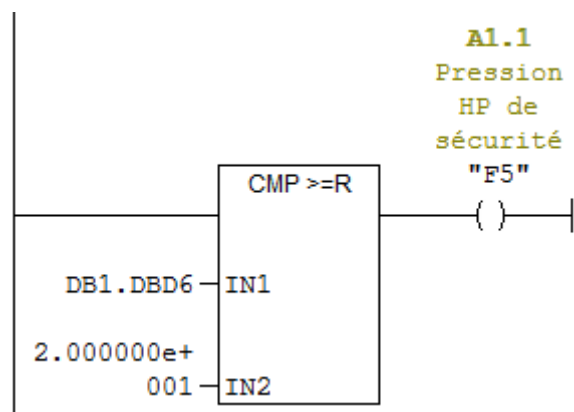 A1.1
Pression
HP de
sécurité
"F5"
CMP >=R
DB1.DBD6
IN1
2.000000e+
001
IN2